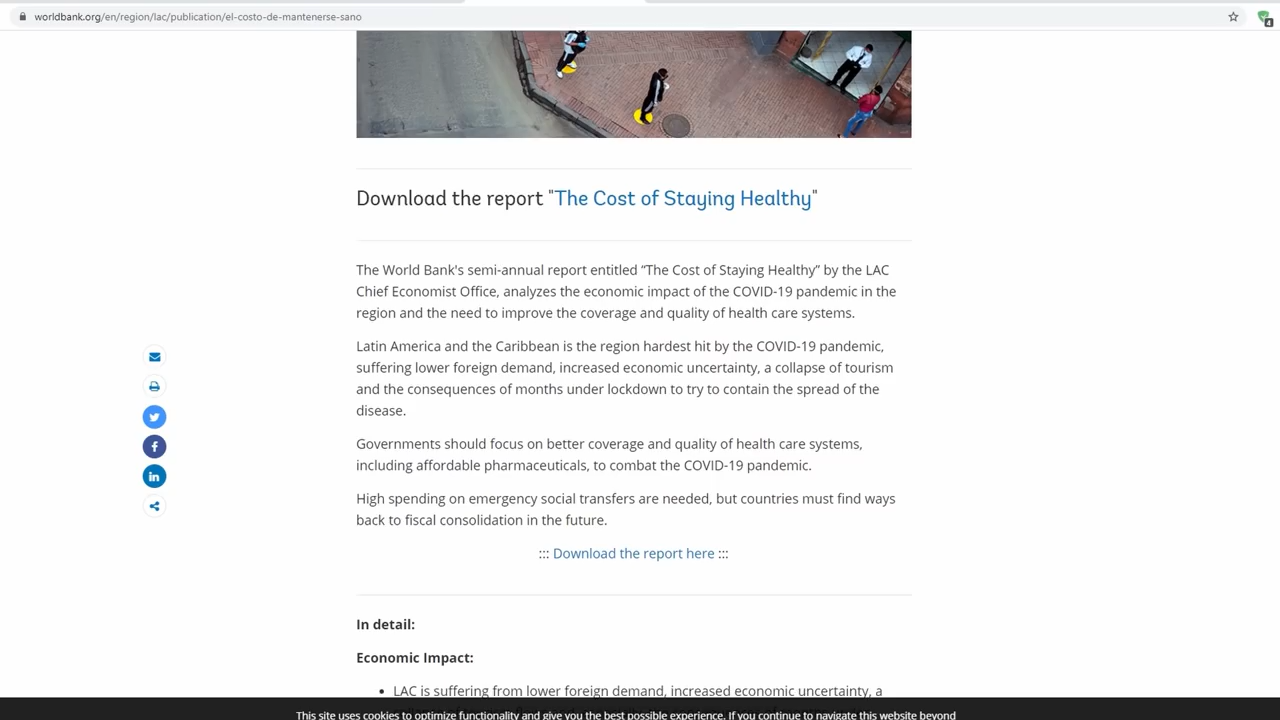 worldbank.org/en/region/lac/publication/el-costo-de-mantenerse-sano
4
Download the report "The Cost of Staying Healthy"
The World Bank's semi-annual report entitled “The Cost of Staying Healthy” by the LAC
Chief Economist Office, analyzes the economic impact of the COVID-19 pandemic in the
region and the need to improve the coverage and quality of health care systems.
Latin America and the Caribbean is the region hardest hit by the COVID-19 pandemic,
suffering lower foreign demand, increased economic uncertainty, a collapse of tourism
and the consequences of months under lockdown to try to contain the spread of the
disease.
Governments should focus on better coverage and quality of health care systems,
including affordable pharmaceuticals, to combat the COVID-19 pandemic.
High spending on emergency social transfers are needed, but countries must find ways
back to fiscal consolidation in the future.
::: Download the report here :::
In detail:
Economic Impact:
• LAC is suffering from lower foreign demand, increased economic uncertainty, a
This site uses cookies to optimize functionality and give you the best possible experience. If you continue to navigate this website beyond